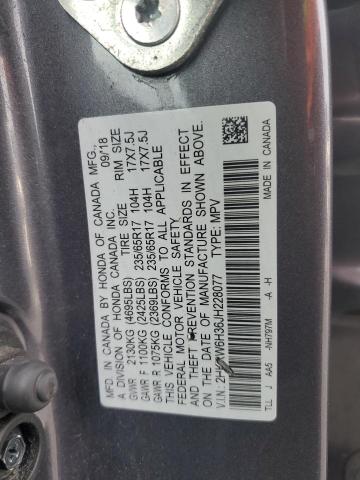 MFD. IN CANADA BY HONDA OF CANADA MFG.,
A DIVISION OF HONDA CANADA INC. 09/18
TIRE SIZE RIM SIZE
GVWR 2130KG (4695LBS)
GAWR F 1100KG (2425LBS) 235/65R17 104H 17X7.5J
GAWR R 1075KG (2369LBS) 235/65R17 104H 17X7.5J
THIS VEHICLE CONFORMS TO ALL APPLICABLE
FEDERAL MOTOR VEHICLE SAFETY
AND THEFT PREVENTION STANDARDS IN EFFECT
ON THE DATE OF MANUFACTURE SHOWN ABOVE.
V.I.N.: TYPE: MPV
TLL J AA5 -NH797M -A -H MADE IN CANADA